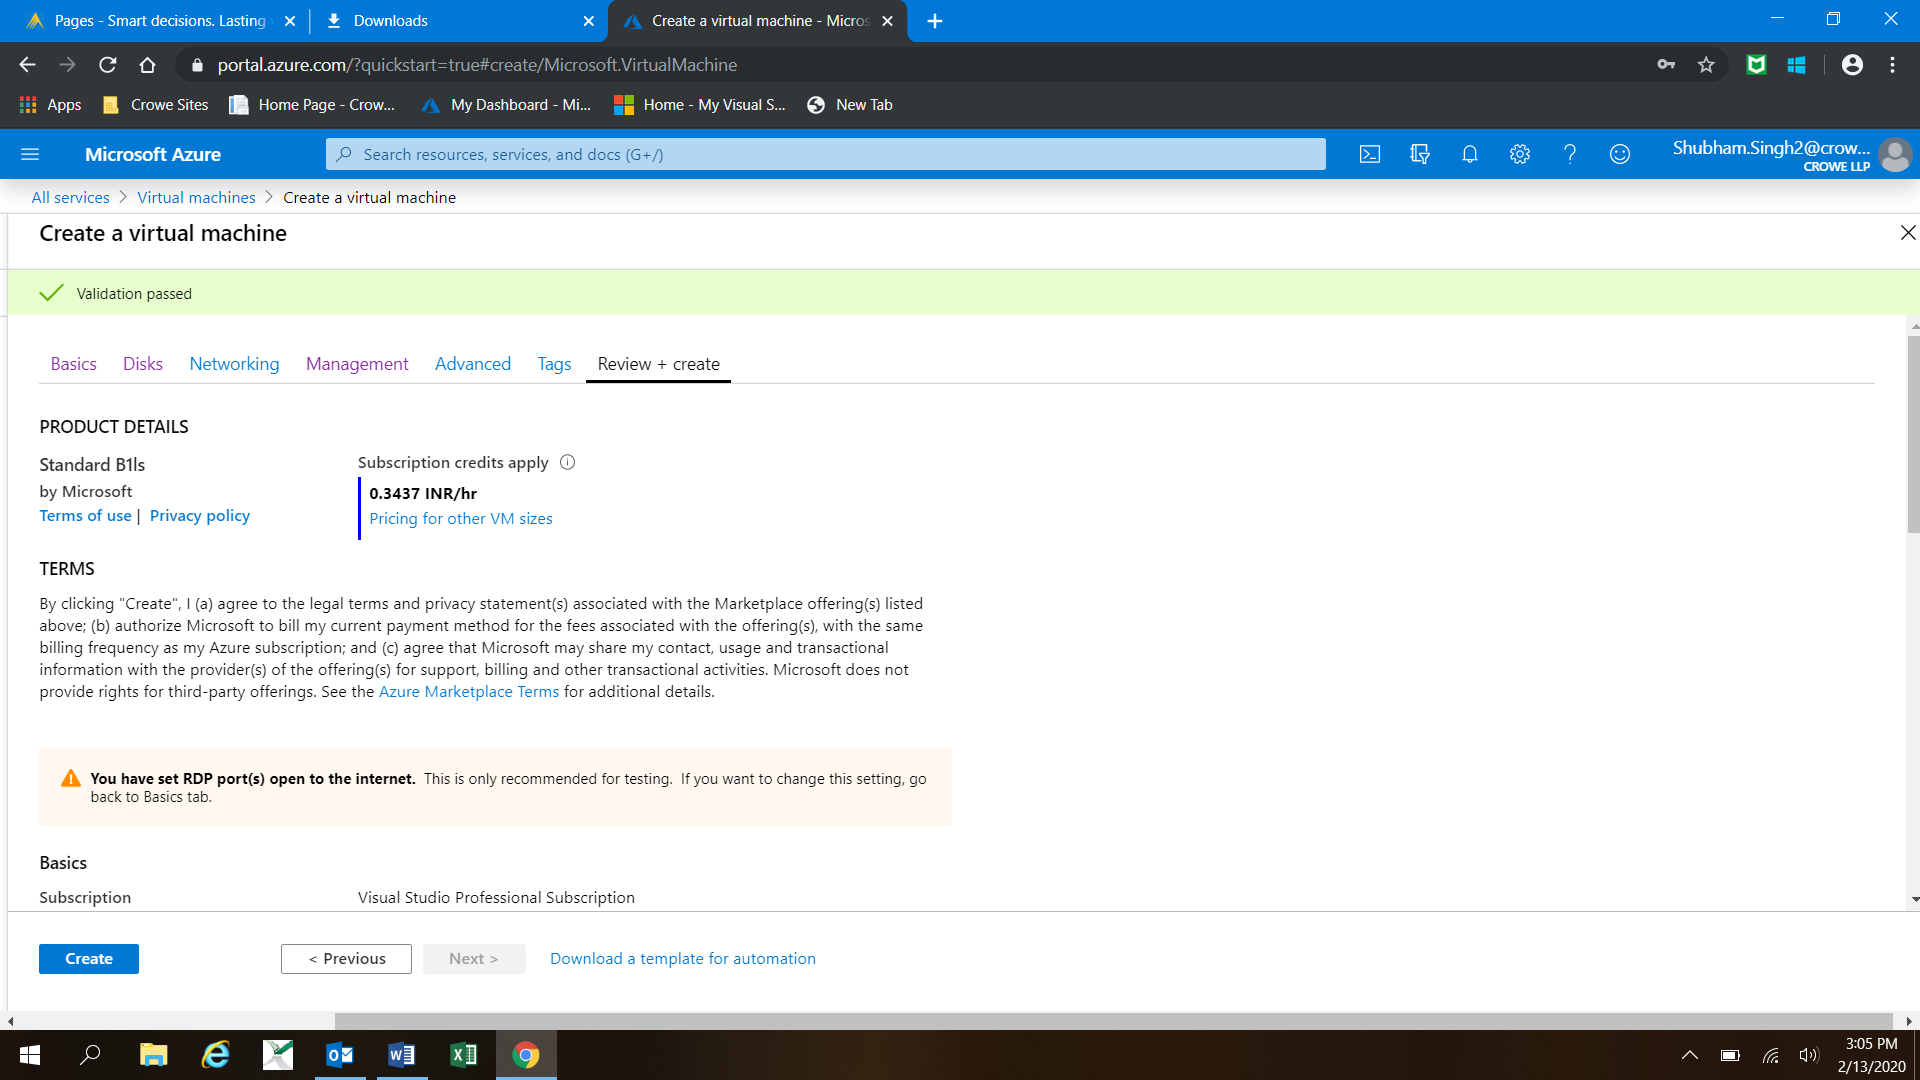 Pages - Smart decisions. Lasting
Downloads
Create a virtual machine - Micros
portal.azure.com/?quickstart=true#create/Microsoft.VirtualMachine
Apps
Crowe Sites
Home Page - Crow...
My Dashboard - Mi...
Home - My Visual S...
New Tab
Microsoft Azure
Search resources, services, and docs (G+/)
Shubham.Singh2@crow...
CROWE LLP
All services > Virtual machines > Create a virtual machine
Create a virtual machine
Validation passed
Basics
Disks
Networking
Management
Advanced
Tags
Review + create
PRODUCT DETAILS
Standard B1ls
by Microsoft
Terms of use | Privacy policy
Subscription credits apply
0.3437 INR/hr
Pricing for other VM sizes
TERMS
By clicking "Create", I (a) agree to the legal terms and privacy statement(s) associated with the Marketplace offering(s) listed
above; (b) authorize Microsoft to bill my current payment method for the fees associated with the offering(s), with the same
billing frequency as my Azure subscription; and (c) agree that Microsoft may share my contact, usage and transactional
information with the provider(s) of the offering(s) for support, billing and other transactional activities. Microsoft does not
provide rights for third-party offerings. See the Azure Marketplace Terms for additional details.
You have set RDP port(s) open to the internet. This is only recommended for testing. If you want to change this setting, go
back to Basics tab.
Basics
Subscription
Visual Studio Professional Subscription
Create
< Previous
Next >
Download a template for automation
3:05 PM
2/13/2020